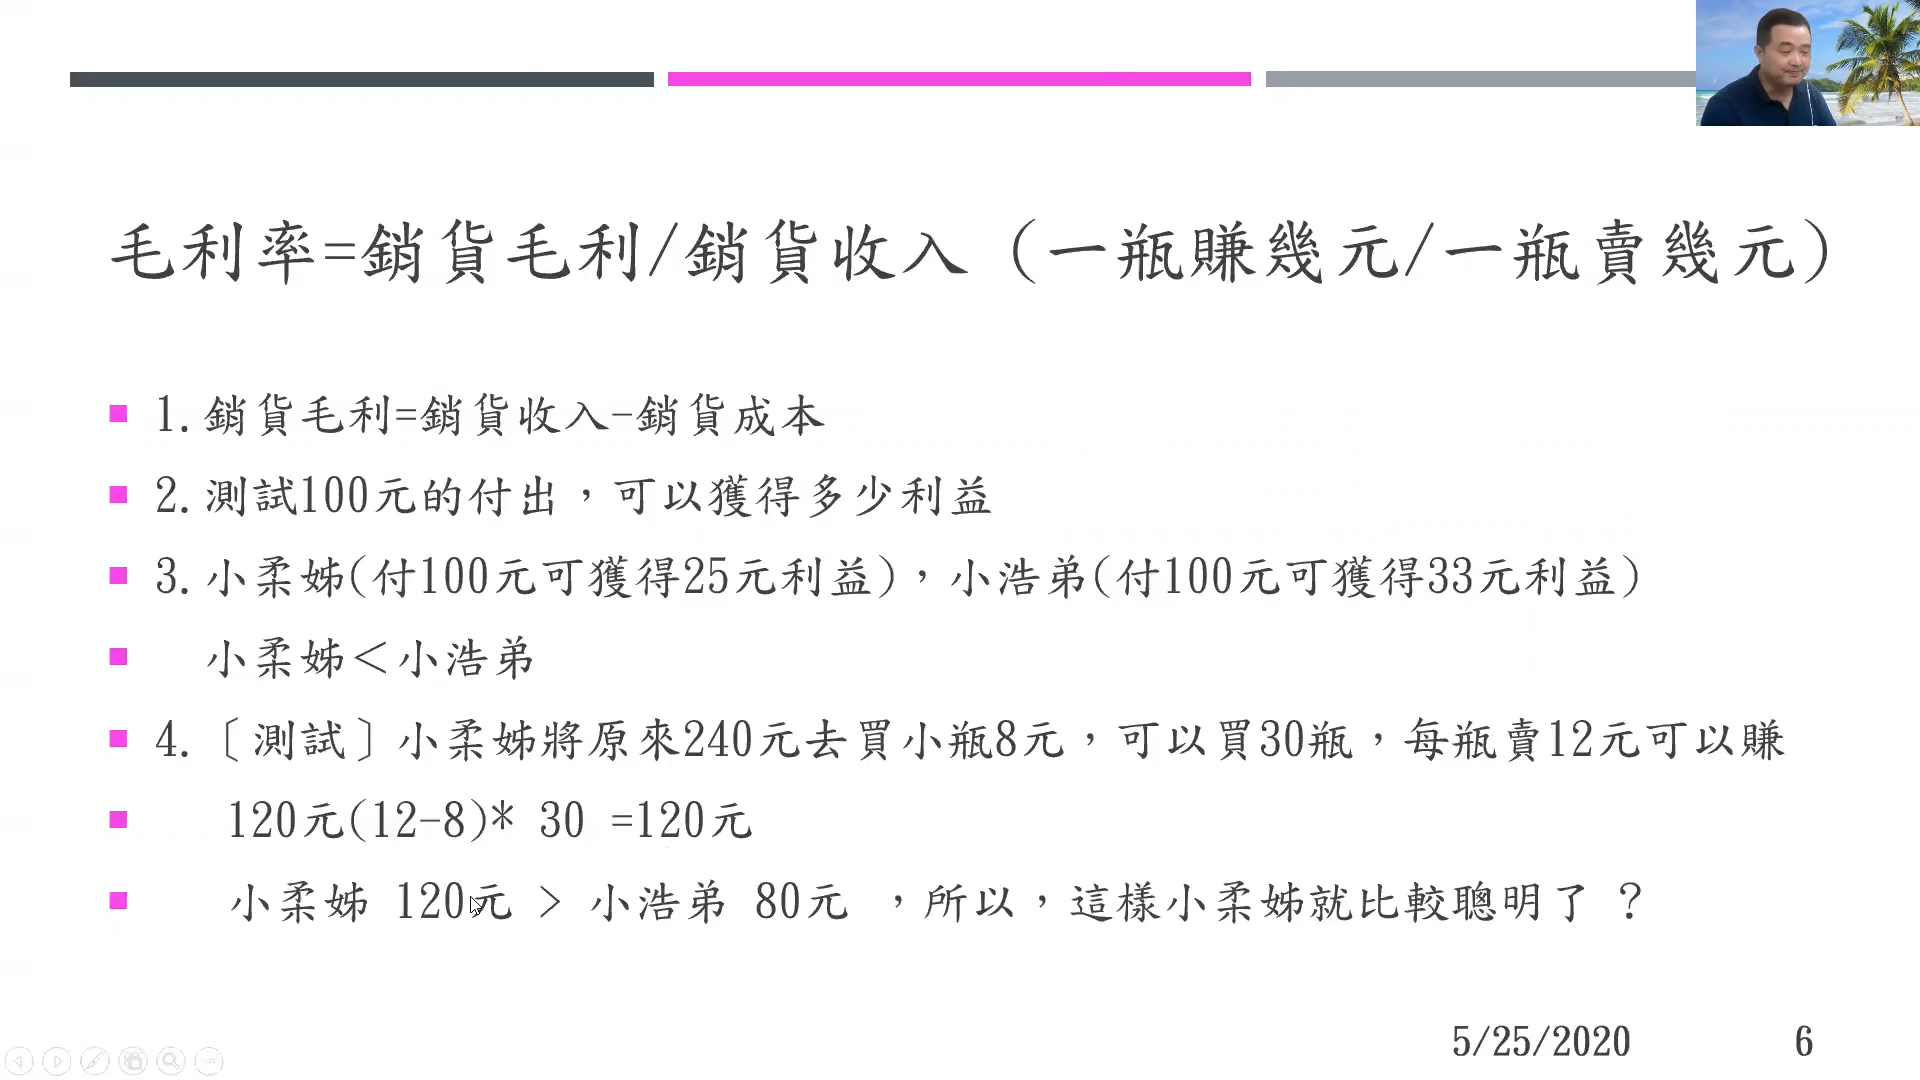 毛利率=銷貨毛利/銷貨收入 (一瓶賺幾元/一瓶賣幾元)
1.銷貨毛利=銷貨收入-銷貨成本
2.測試100元的付出，可以獲得多少利益
3.小柔姊(付100元可獲得25元利益)，小浩弟(付100元可獲得33元利益)
小柔姊＜小浩弟
4.〔測試〕小柔姊將原來240元去買小瓶8元，可以買30瓶，每瓶賣12元可以賺
120元(12-8)* 30 =120元
小柔姊 120元 > 小浩弟 80元 ，所以，這樣小柔姊就比較聰明了 ？
5/25/2020 6